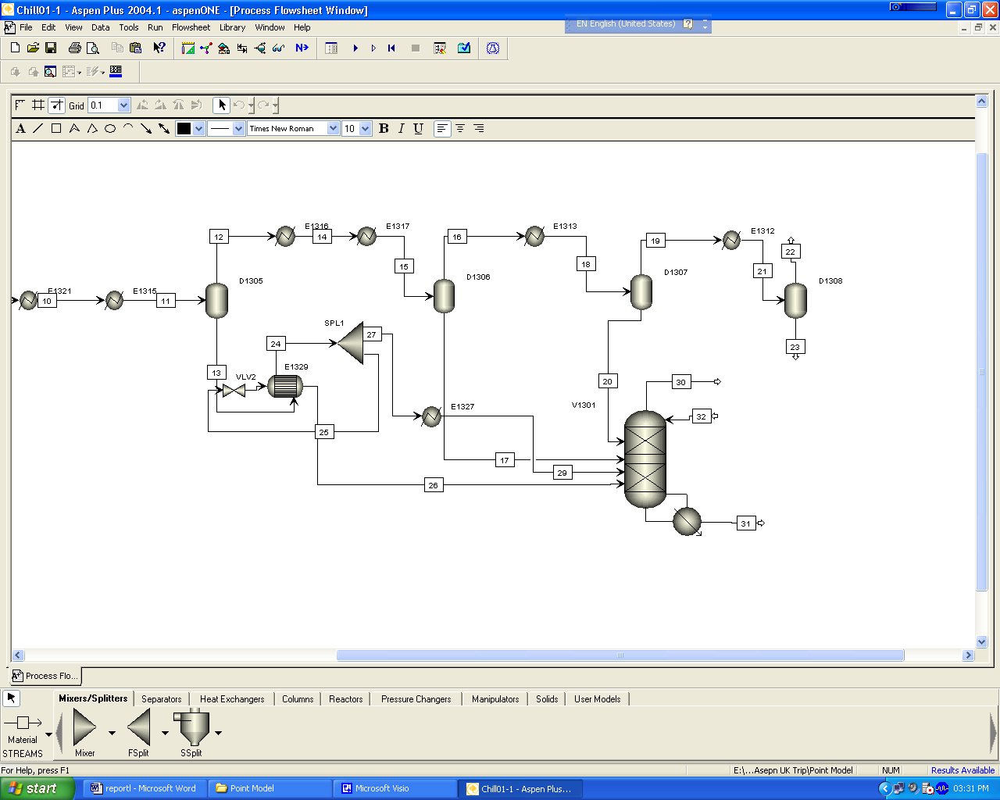 Chill01-1 - Aspen Plus 2004.1 - aspenONE - [Process Flowsheet Window]
File Edit View Data Tools Run Flowsheet Library Window Help
EN English (United States)
N»
Grid 0.1
A Times New Roman 10 B I U
12 E1316 14 E1317
16 E1313
19 E1312
15
18
21
22
D1305
D1306
D1307
D1308
E1321 10 E1315 11
SPL1 27
24
23
13 VLV2 E1329
20
30
V1301
E1327
32
25
17
29
26
31
Process Flo...
Mixers/Splitters Separators Heat Exchangers Columns Reactors Pressure Changers Manipulators Solids User Models
Material
STREAMS
Mixer FSplit SSplit
For Help, press F1
E:\...Asepn UK Trip\Point Model NUM Results Available
start reportl - Microsoft Word Point Model Microsoft Visio Chill01-1 - Aspen Plus... 03:31 PM